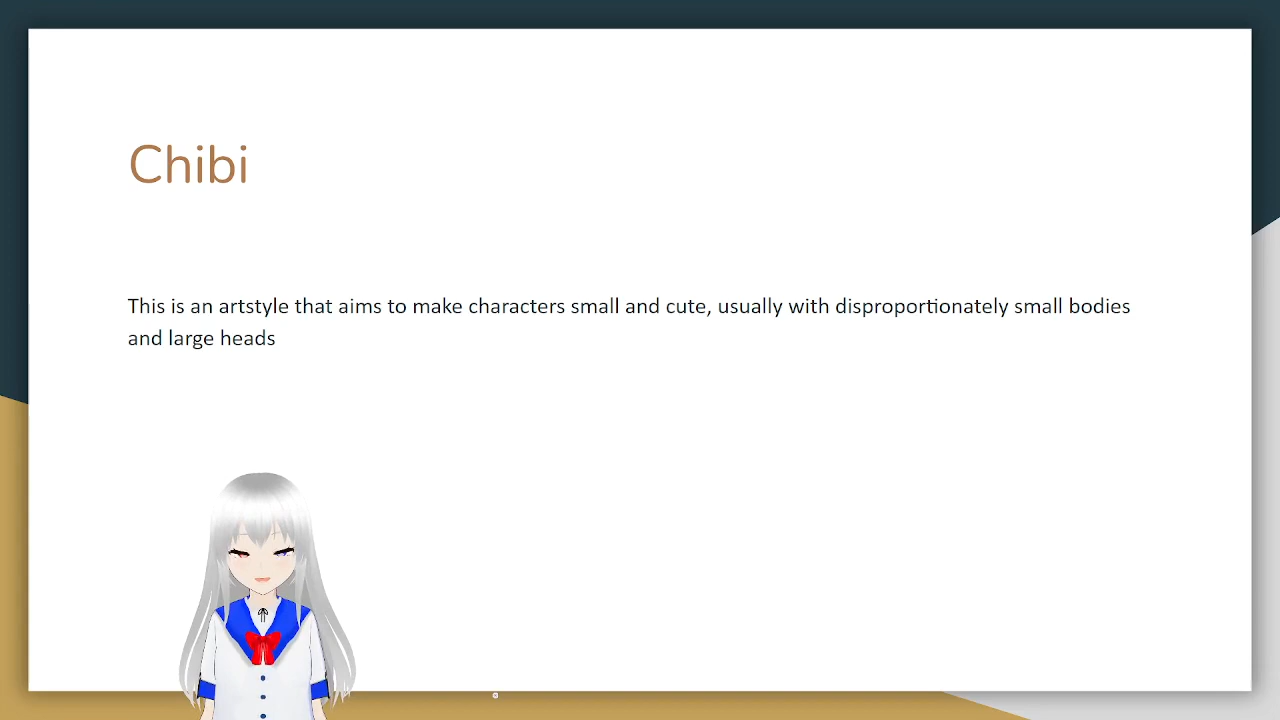 Chibi
This is an artstyle that aims to make characters small and cute, usually with disproportionately small bodies
and large heads